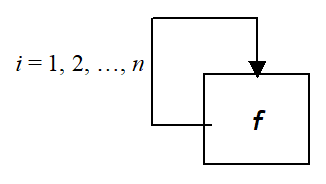 i = 1, 2, …, n
f